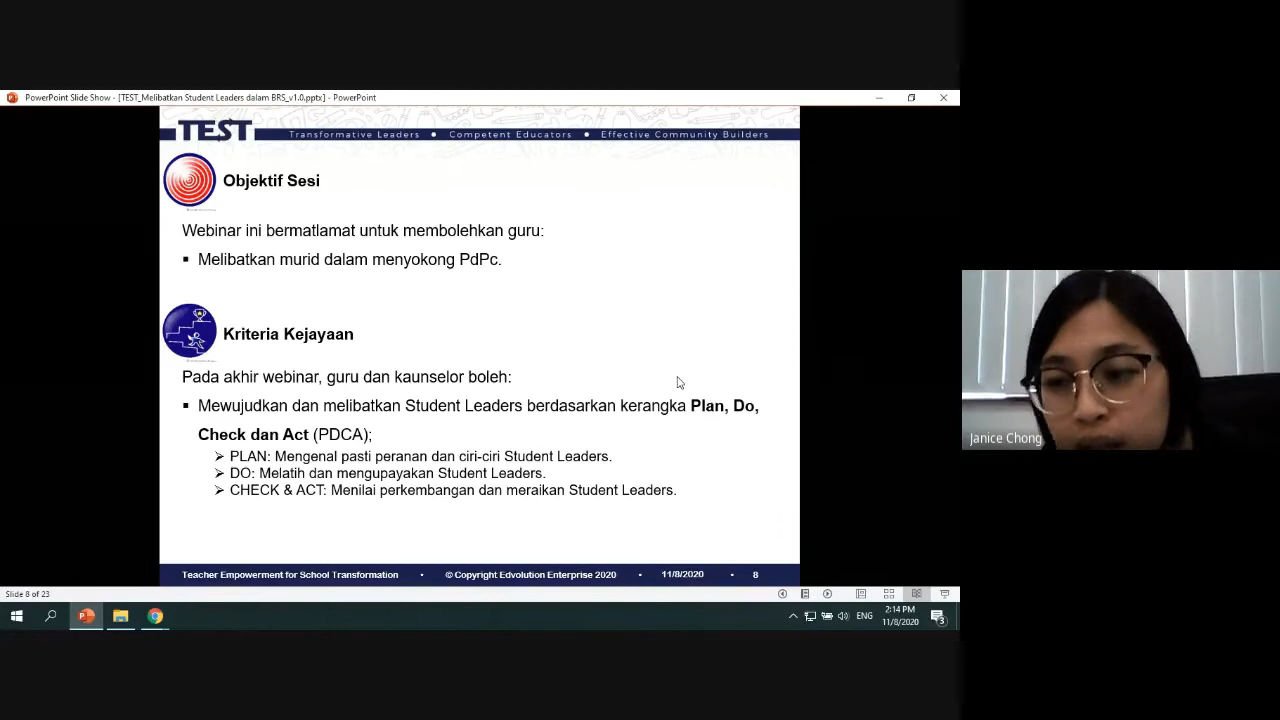 PowerPoint Slide Show - [TEST_Melibatkan Student Leaders dalam BRS_v1.0.pptx] - PowerPoint
TEST
Transformative Leaders • Competent Educators • Effective Community Builders
Objektif Sesi
Webinar ini bermatlamat untuk membolehkan guru:
▪ Melibatkan murid dalam menyokong PdPc.
Kriteria Kejayaan
Pada akhir webinar, guru dan kaunselor boleh:
▪ Mewujudkan dan melibatkan Student Leaders berdasarkan kerangka Plan, Do,
Check dan Act (PDCA);
➢ PLAN: Mengenal pasti peranan dan ciri-ciri Student Leaders.
➢ DO: Melatih dan mengupayakan Student Leaders.
➢ CHECK & ACT: Menilai perkembangan dan meraikan Student Leaders.
Teacher Empowerment for School Transformation • © Copyright Edvolution Enterprise 2020 • 11/8/2020 • 8
Janice Chong
Slide 8 of 23
ENG
2:14 PM
11/8/2020
3